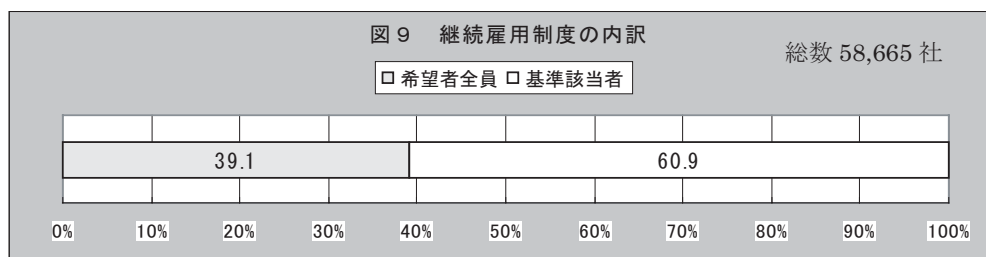 図９　継続雇用制度の内訳
総数 58,665 社
希望者全員 基準該当者
39.1 60.9
0% 10% 20% 30% 40% 50% 60% 70% 80% 90% 100%